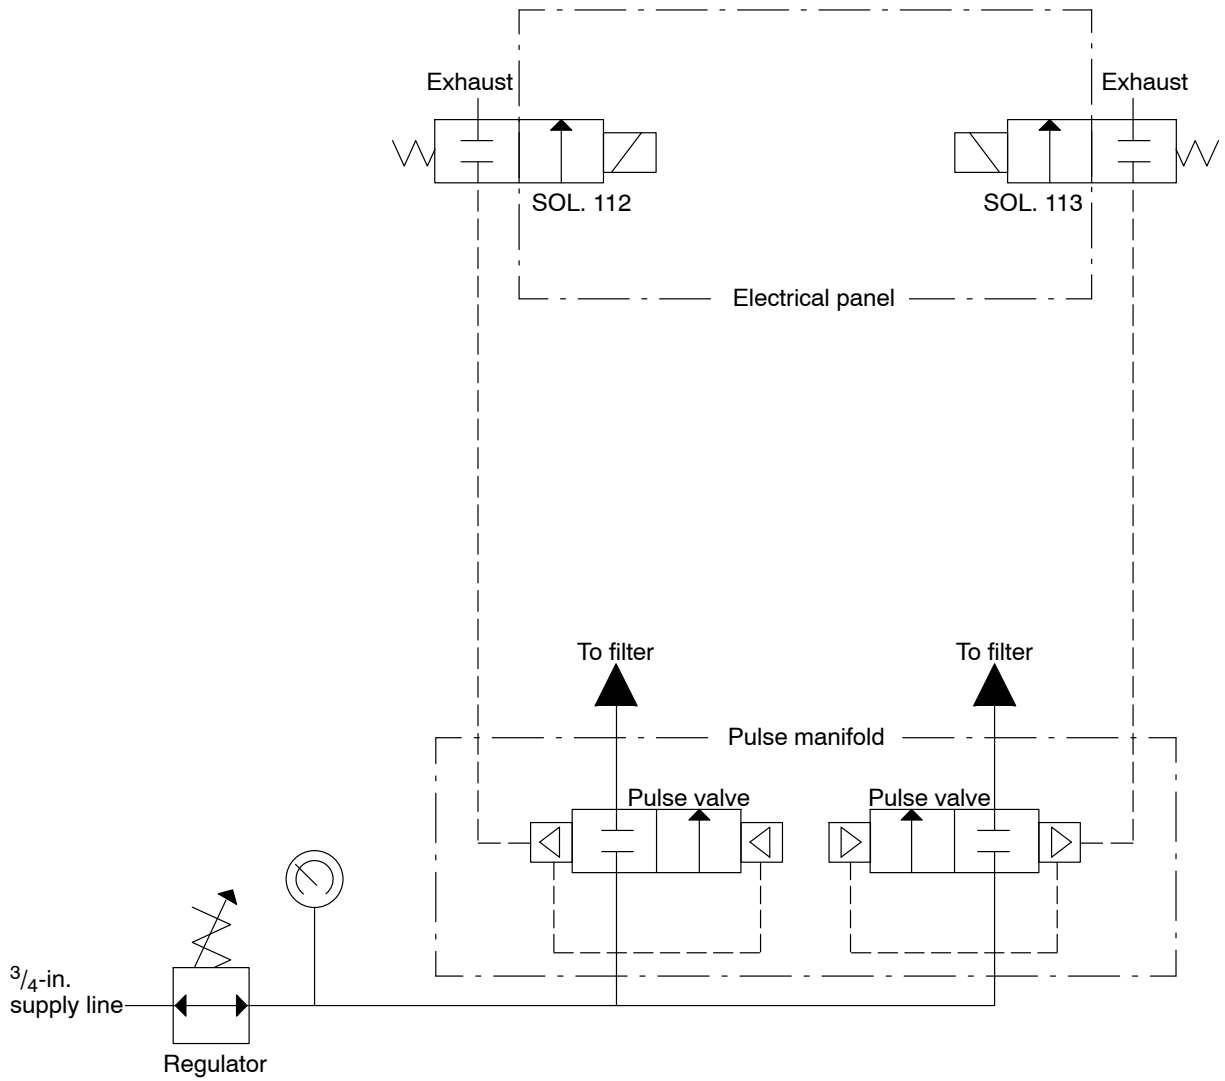 Exhaust
Exhaust
SOL. 112
SOL. 113
Electrical panel
To filter
To filter
Pulse manifold
Pulse valve
Pulse valve
3/4-in.
supply line
Regulator